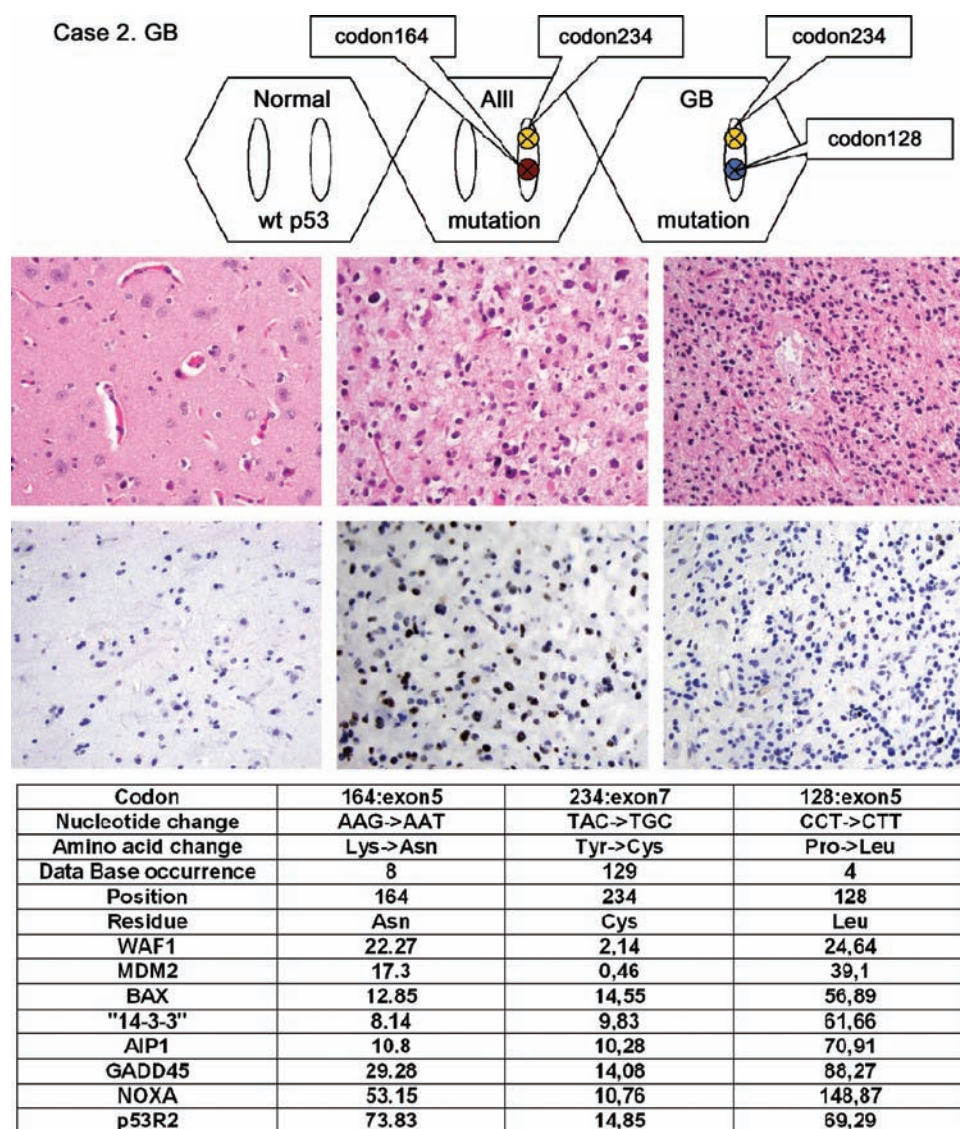 Case 2. GB
codon164
codon234
codon234
Normal
AIII
GB
codon128
wt p53
mutation
mutation
Codon 164:exon5 234:exon7 128:exon5
Nucleotide change AAG->AAT TAC->TGC CCT->CTT
Amino acid change Lys->Asn Tyr->Cys Pro->Leu
Data Base occurrence 8 129 4
Position 164 234 128
Residue Asn Cys Leu
WAF1 22.27 2,14 24,64
MDM2 17.3 0,46 39,1
BAX 12.85 14,55 56,89
"14-3-3" 8.14 9,83 61,66
AIP1 10.8 10,28 70,91
GADD45 29.28 14,08 88,27
NOXA 53.15 10,76 148,87
p53R2 73.83 14,85 69,29